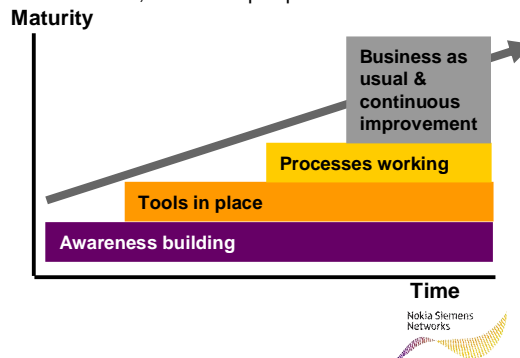 Maturity
Business as
usual &
continuous
improvement
Processes working
Tools in place
Awareness building
Time
Nokia Siemens
Networks